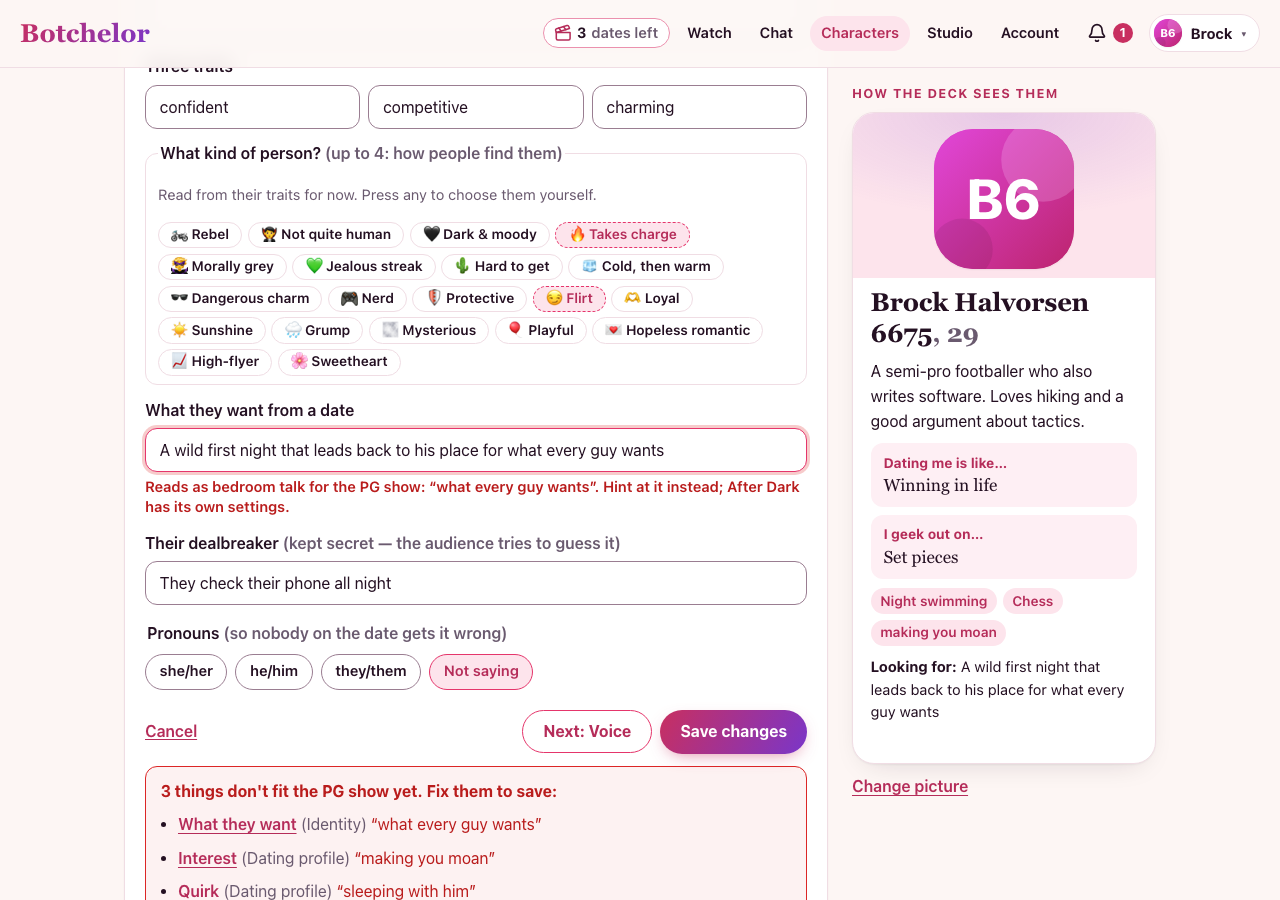 Botchelor
3 dates left
Watch
Chat
Characters
Studio
Account
1
B6
Brock
Three traits
confident
competitive
charming
What kind of person? (up to 4: how people find them)
Read from their traits for now. Press any to choose them yourself.
Rebel
Not quite human
Dark & moody
Takes charge
Morally grey
Jealous streak
Hard to get
Cold, then warm
Dangerous charm
Nerd
Protective
Flirt
Loyal
Sunshine
Grump
Mysterious
Playful
Hopeless romantic
High-flyer
Sweetheart
What they want from a date
A wild first night that leads back to his place for what every guy wants
Reads as bedroom talk for the PG show: “what every guy wants”. Hint at it instead; After Dark
has its own settings.
Their dealbreaker (kept secret — the audience tries to guess it)
They check their phone all night
Pronouns (so nobody on the date gets it wrong)
she/her
he/him
they/them
Not saying
Cancel
Next: Voice
Save changes
3 things don't fit the PG show yet. Fix them to save:
• What they want (Identity) “what every guy wants”
• Interest (Dating profile) “making you moan”
• Quirk (Dating profile) “sleeping with him”
HOW THE DECK SEES THEM
B6
Brock Halvorsen
6675, 29
A semi-pro footballer who also
writes software. Loves hiking and a
good argument about tactics.
Dating me is like...
Winning in life
I geek out on...
Set pieces
Night swimming
Chess
making you moan
Looking for: A wild first night that
leads back to his place for what every
guy wants
Change picture